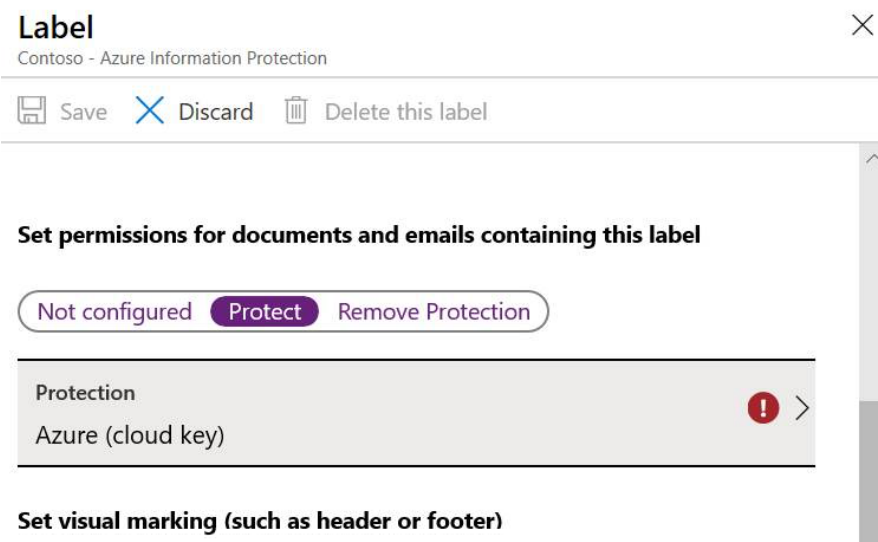 Label
Contoso - Azure Information Protection
Save Discard Delete this label
Set permissions for documents and emails containing this label
Not configured Protect Remove Protection
Protection
Azure (cloud key)
Set visual marking (such as header or footer)